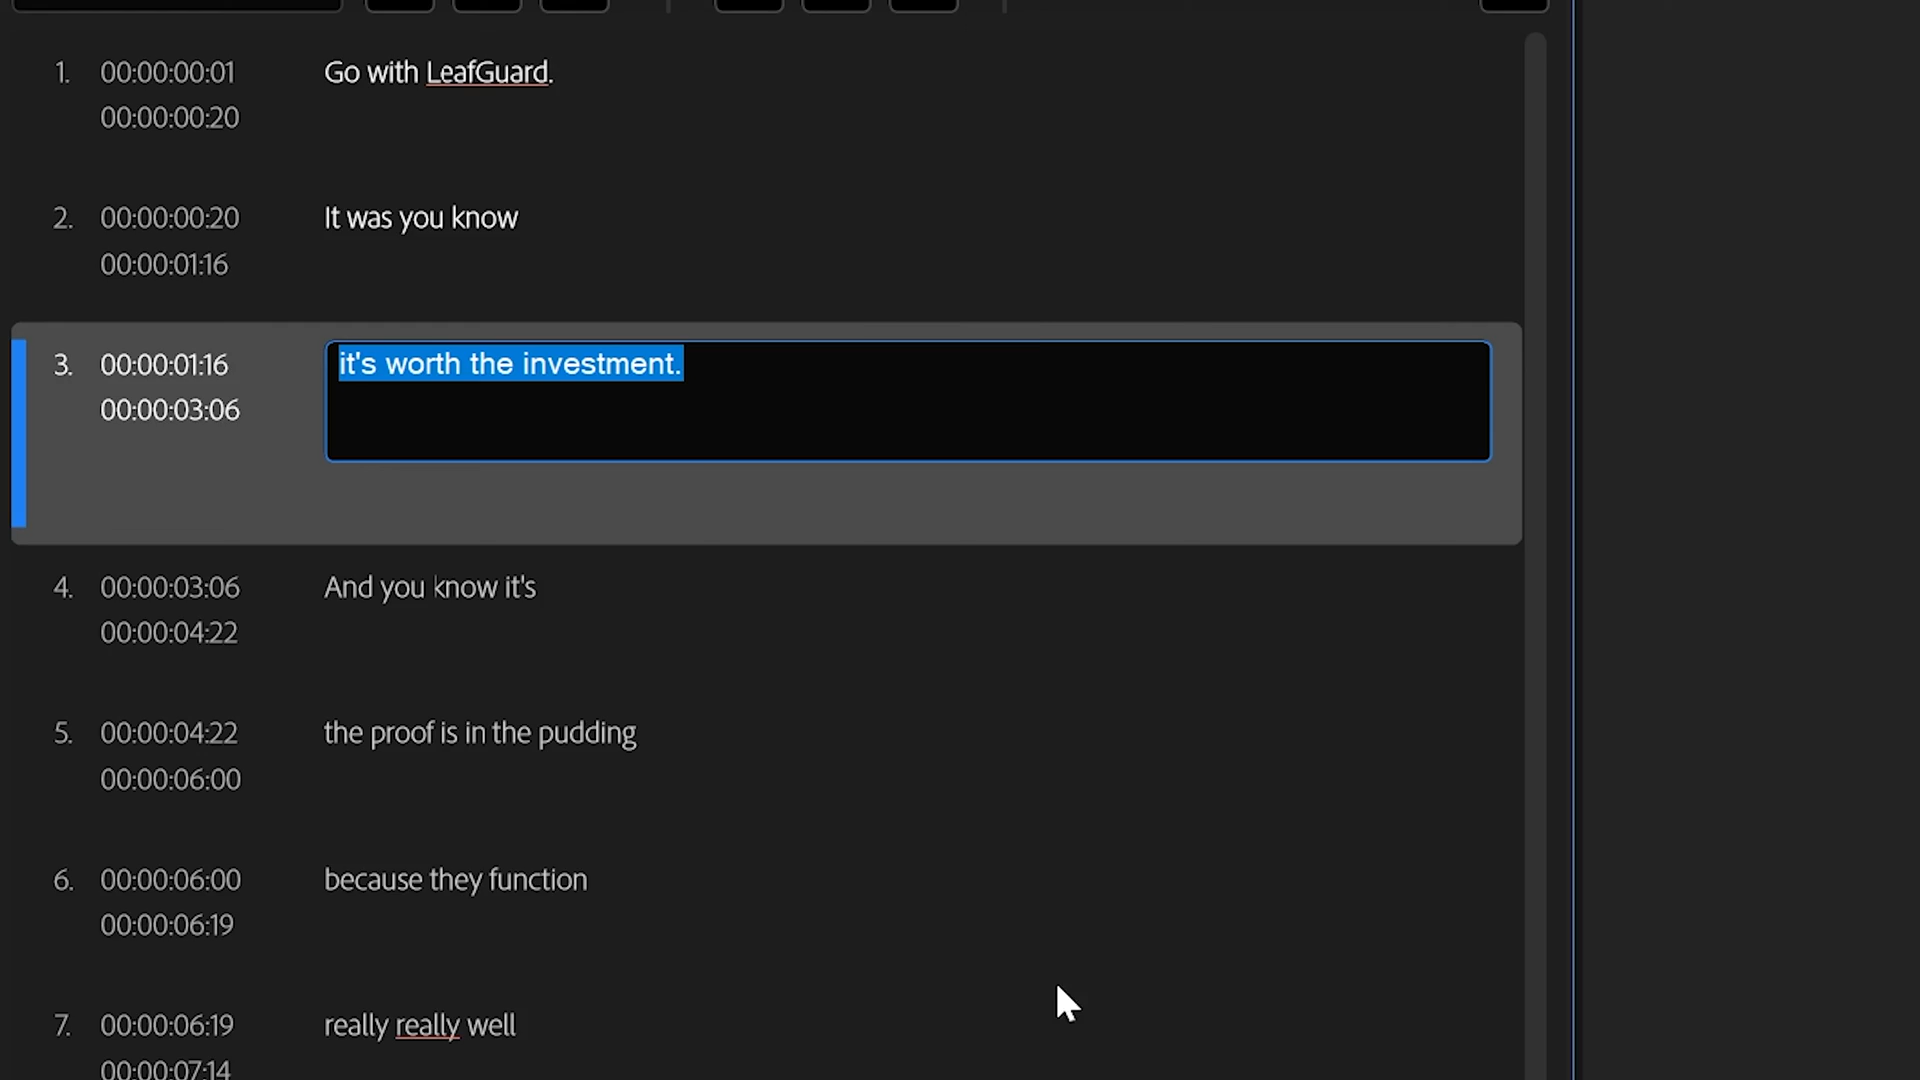 1. 00:00:00:01 Go with LeafGuard.
00:00:00:20
2. 00:00:00:20 It was you know
00:00:01:16
3. 00:00:01:16 it's worth the investment.
00:00:03:06
4. 00:00:03:06 And you know it's
00:00:04:22
5. 00:00:04:22 the proof is in the pudding
00:00:06:00
6. 00:00:06:00 because they function
00:00:06:19
7. 00:00:06:19 really really well
00:00:07:14